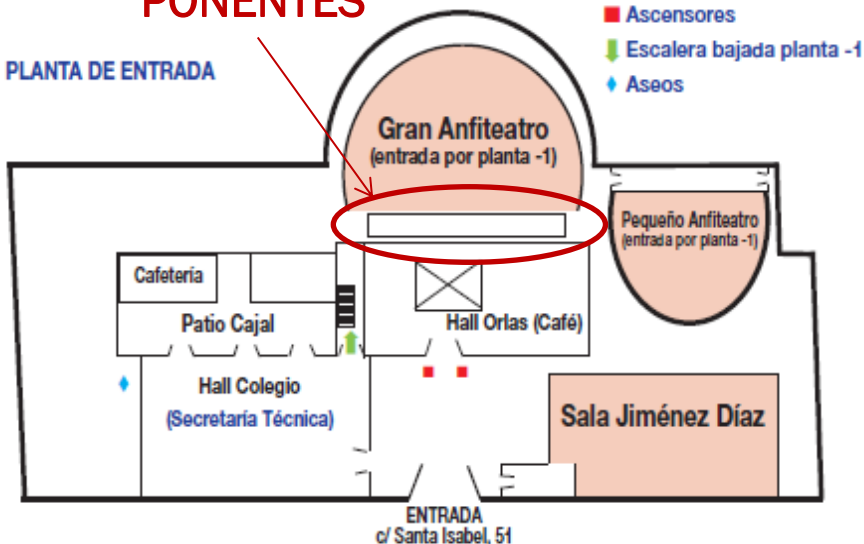 PONENTES
Ascensores
Escalera bajada planta -1
Aseos
PLANTA DE ENTRADA
Gran Anfiteatro
(entrada por planta -1)
Pequeño Anfiteatro
(entrada por planta -1)
Cafetería
Patio Cajal
Hall Orlas (Café)
Hall Colegio
(Secretaría Técnica)
Sala Jiménez Díaz
ENTRADA
c/ Santa Isabel, 51